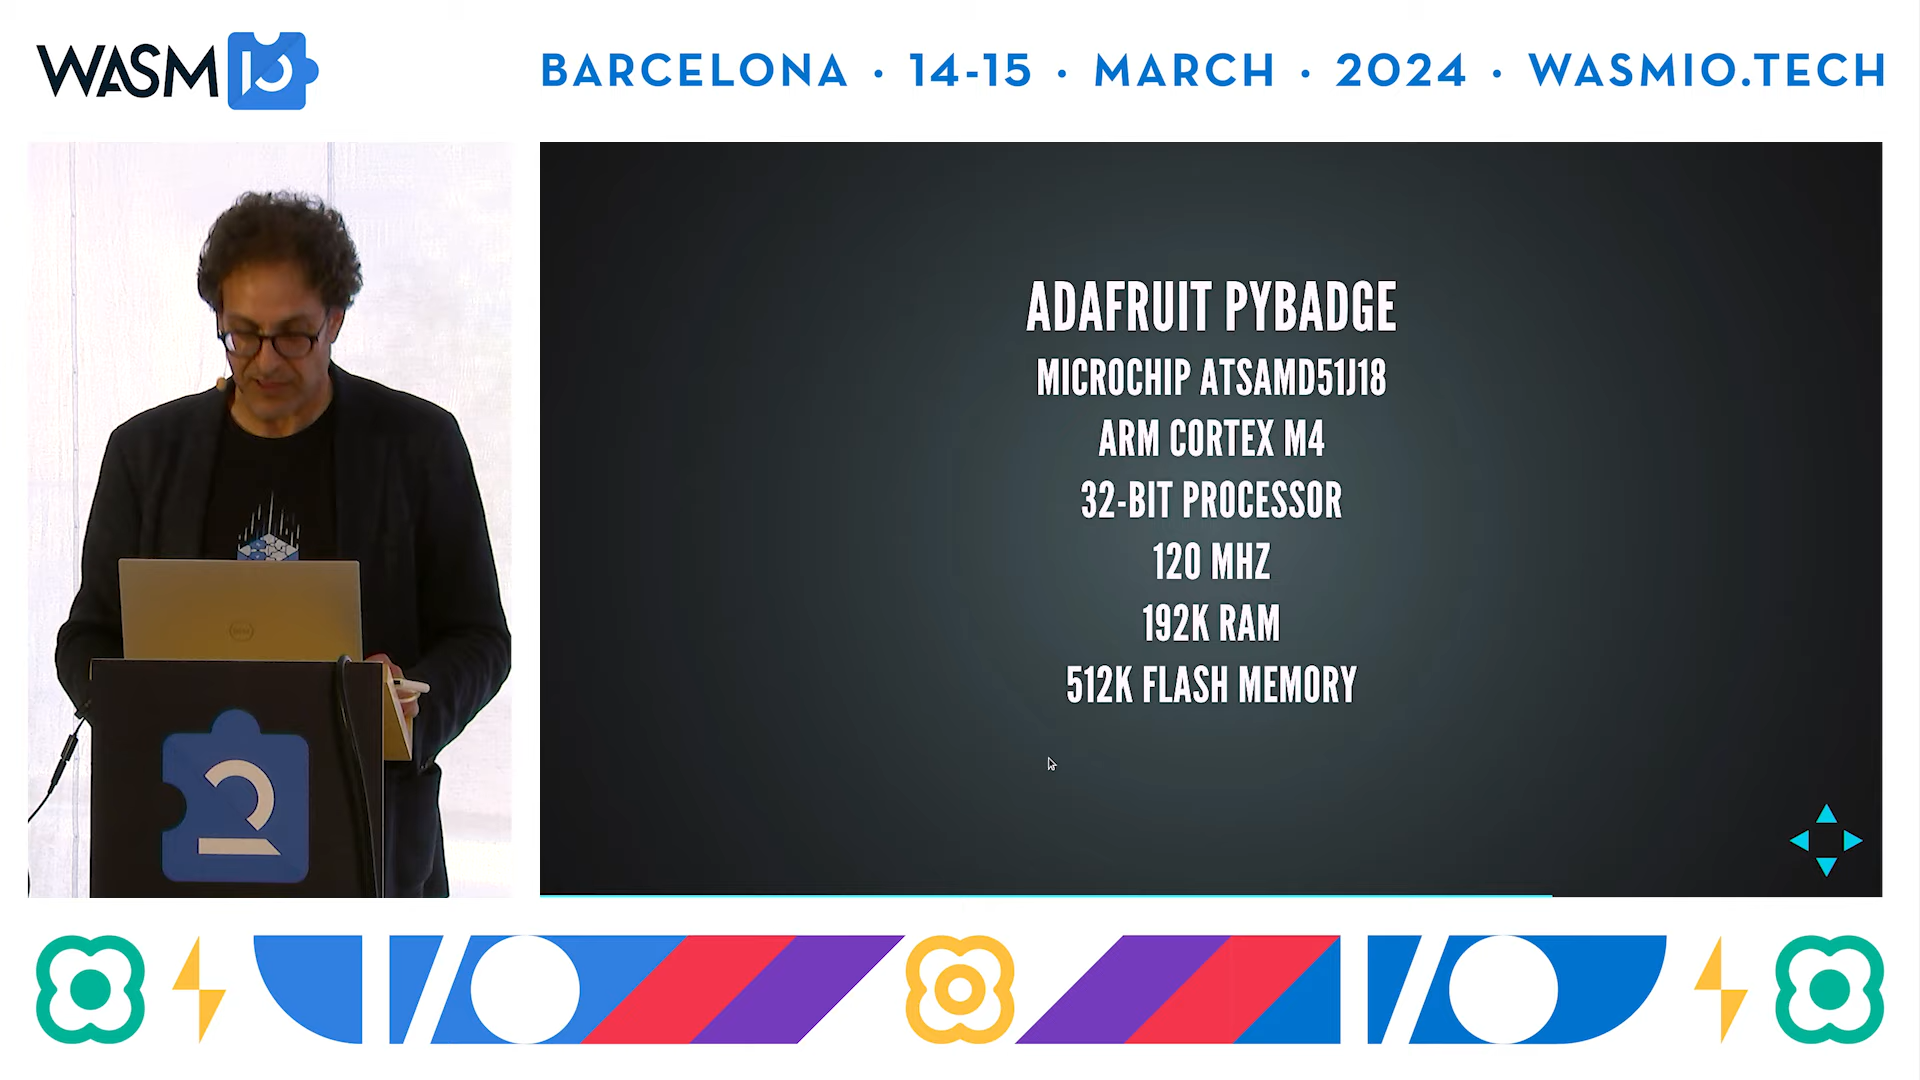 WASM IO
BARCELONA · 14-15 · MARCH · 2024 · WASMIO.TECH
ADAFRUIT PYBADGE
MICROCHIP ATSAMD51J18
ARM CORTEX M4
32-BIT PROCESSOR
120 MHZ
192K RAM
512K FLASH MEMORY